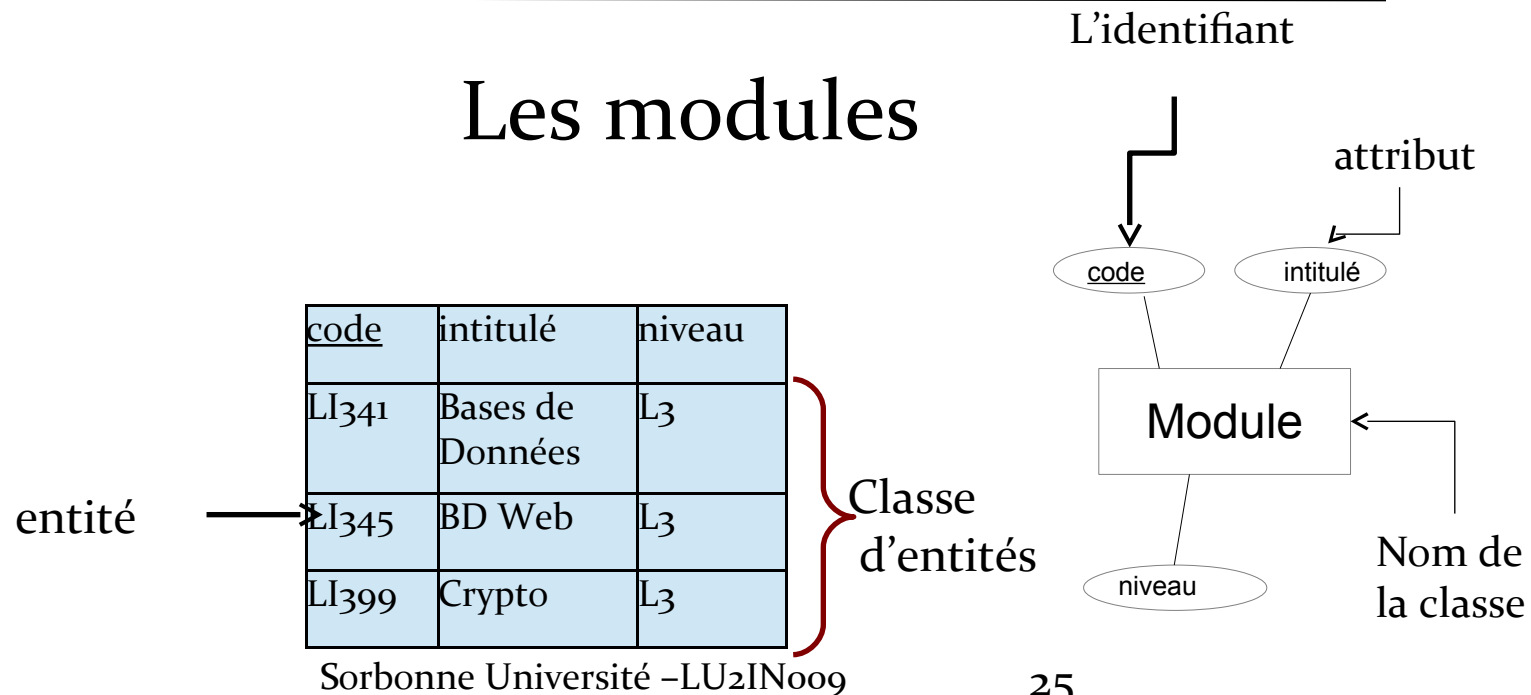 L'identifiant
Les modules
attribut
code
intitulé
code intitulé niveau
LI341 Bases de Données L3
Module
entité
LI345 BD Web L3
Classe
d'entités
Nom de
la classe
LI399 Crypto L3
niveau
Sorbonne Université –LU2IN009
25